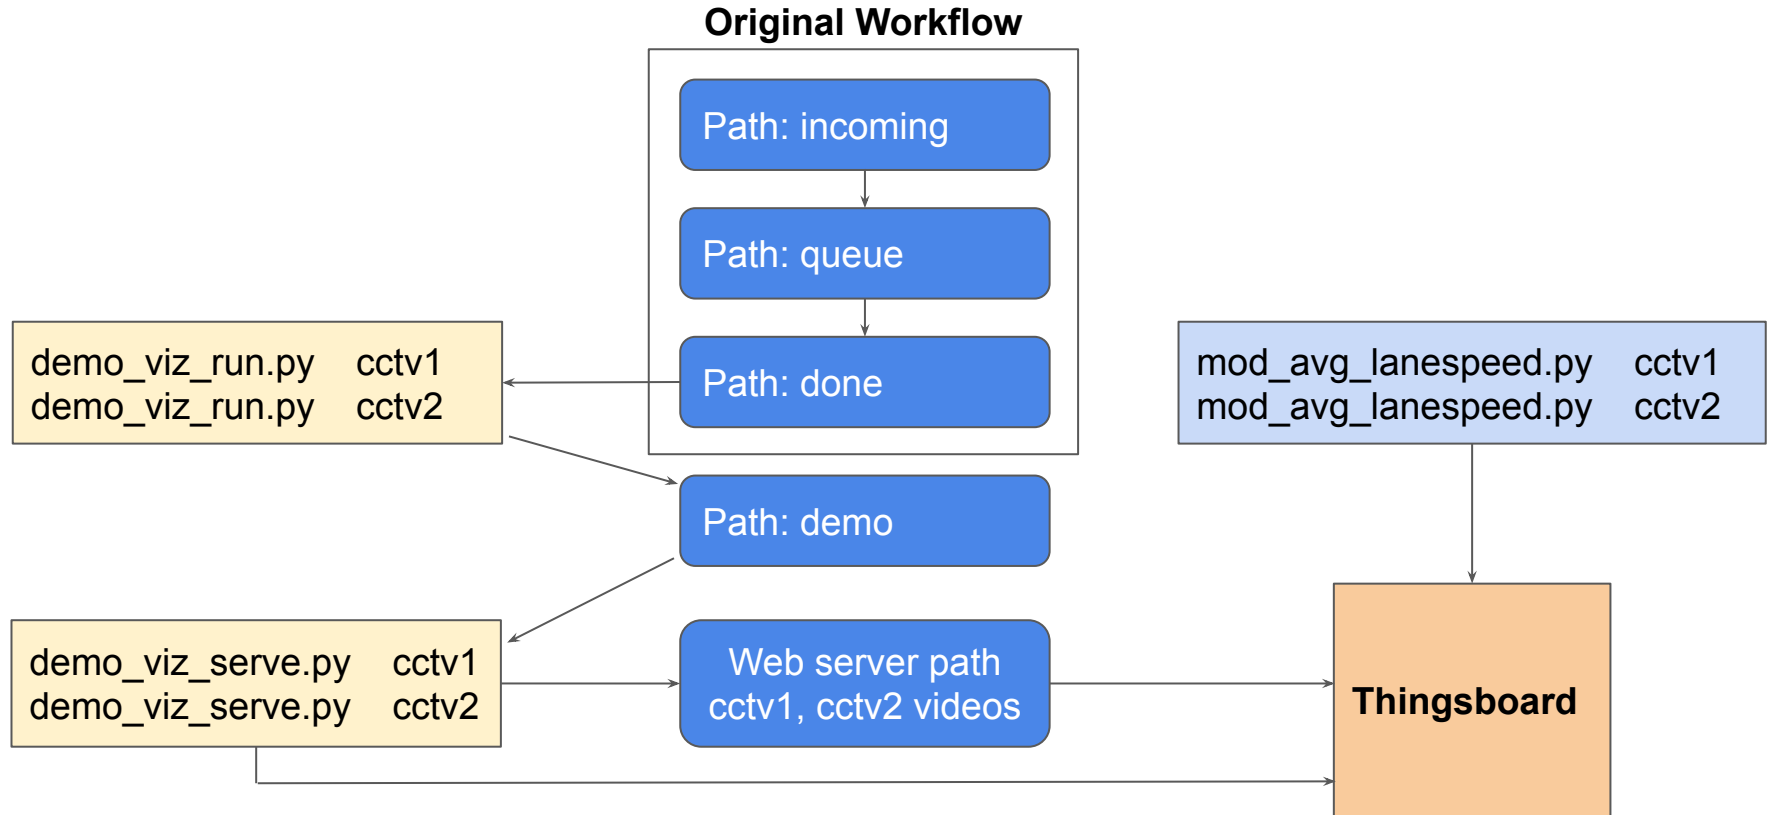 Original Workflow
Path: incoming
Path: queue
Path: done
demo_viz_run.py cctv1
demo_viz_run.py cctv2
mod_avg_lanespeed.py cctv1
mod_avg_lanespeed.py cctv2
Path: demo
demo_viz_serve.py cctv1
demo_viz_serve.py cctv2
Web server path
cctv1, cctv2 videos
Thingsboard